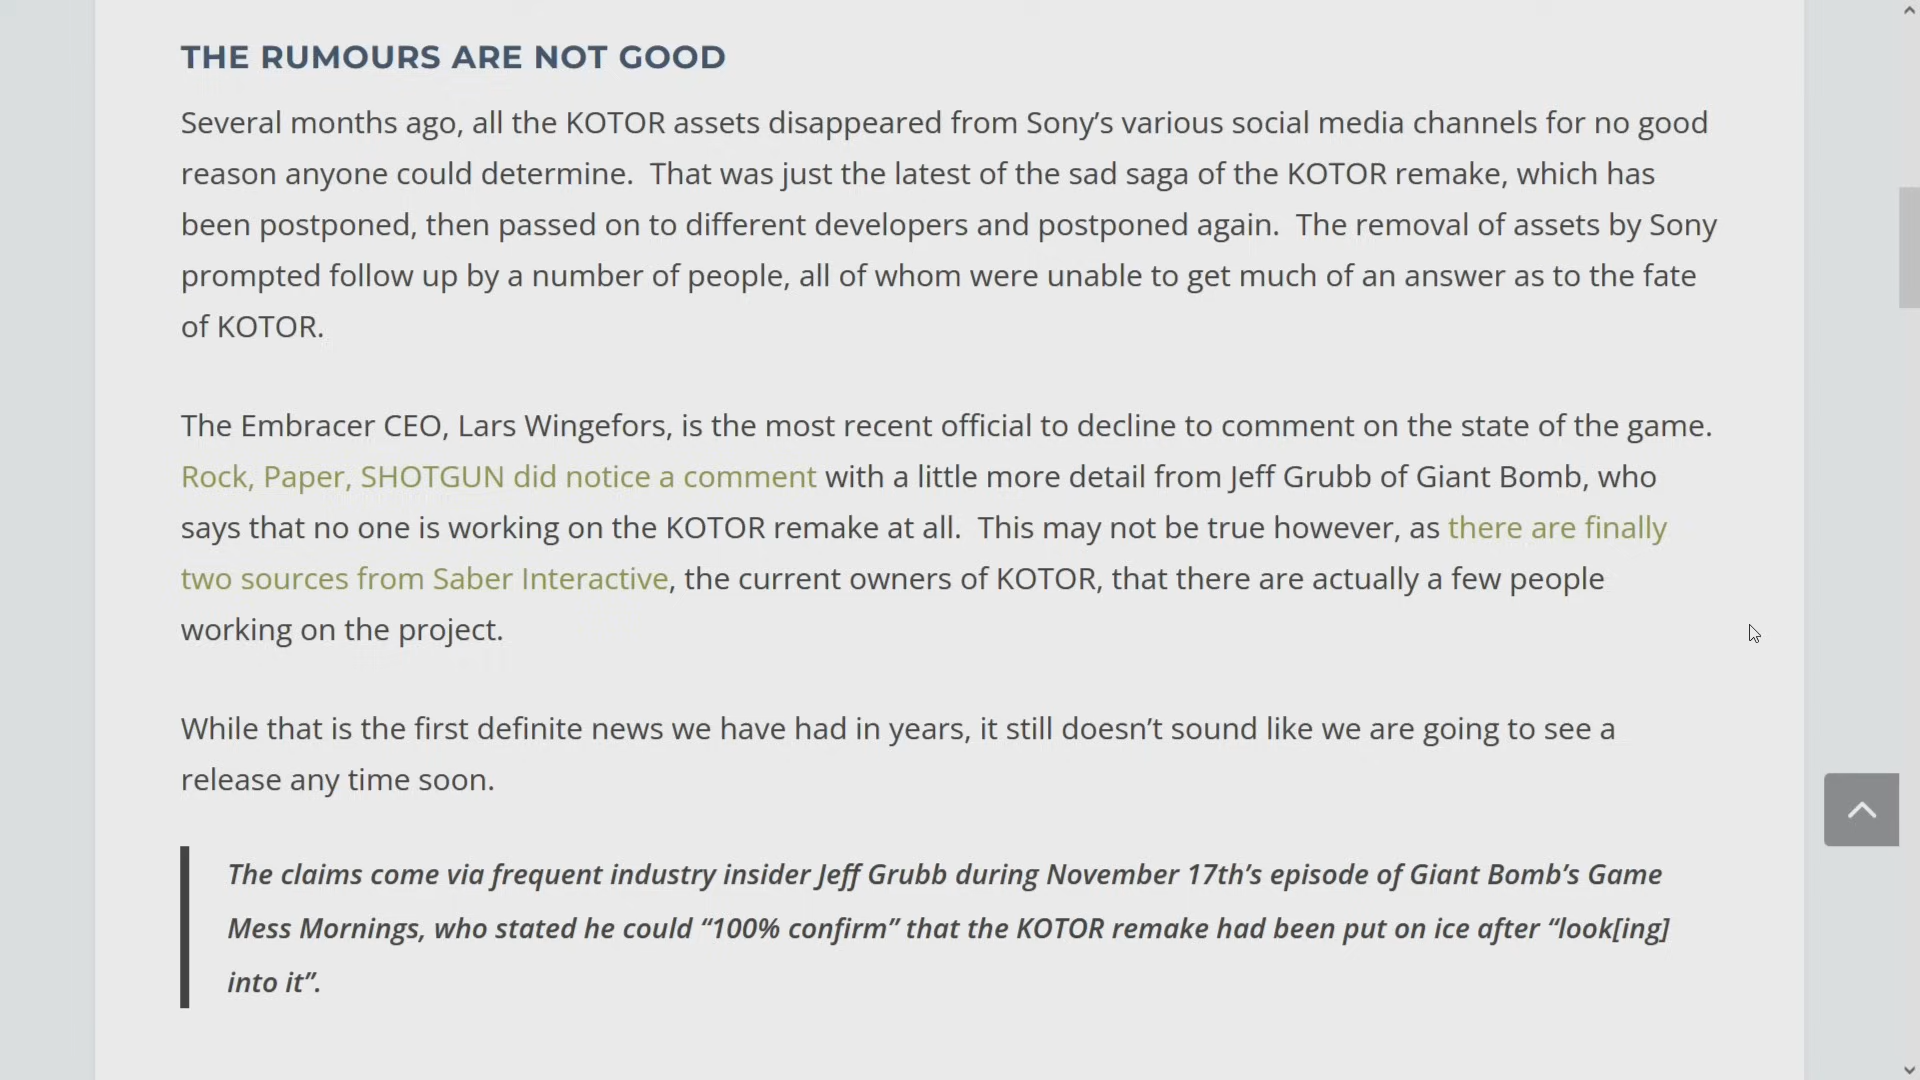 THE RUMOURS ARE NOT GOOD
Several months ago, all the KOTOR assets disappeared from Sony’s various social media channels for no good
reason anyone could determine.  That was just the latest of the sad saga of the KOTOR remake, which has
been postponed, then passed on to different developers and postponed again.  The removal of assets by Sony
prompted follow up by a number of people, all of whom were unable to get much of an answer as to the fate
of KOTOR.
The Embracer CEO, Lars Wingefors, is the most recent official to decline to comment on the state of the game.
Rock, Paper, SHOTGUN did notice a comment with a little more detail from Jeff Grubb of Giant Bomb, who
says that no one is working on the KOTOR remake at all.  This may not be true however, as there are finally
two sources from Saber Interactive, the current owners of KOTOR, that there are actually a few people
working on the project.
While that is the first definite news we have had in years, it still doesn’t sound like we are going to see a
release any time soon.
The claims come via frequent industry insider Jeff Grubb during November 17th’s episode of Giant Bomb’s Game
Mess Mornings, who stated he could “100% confirm” that the KOTOR remake had been put on ice after “look[ing]
into it”.